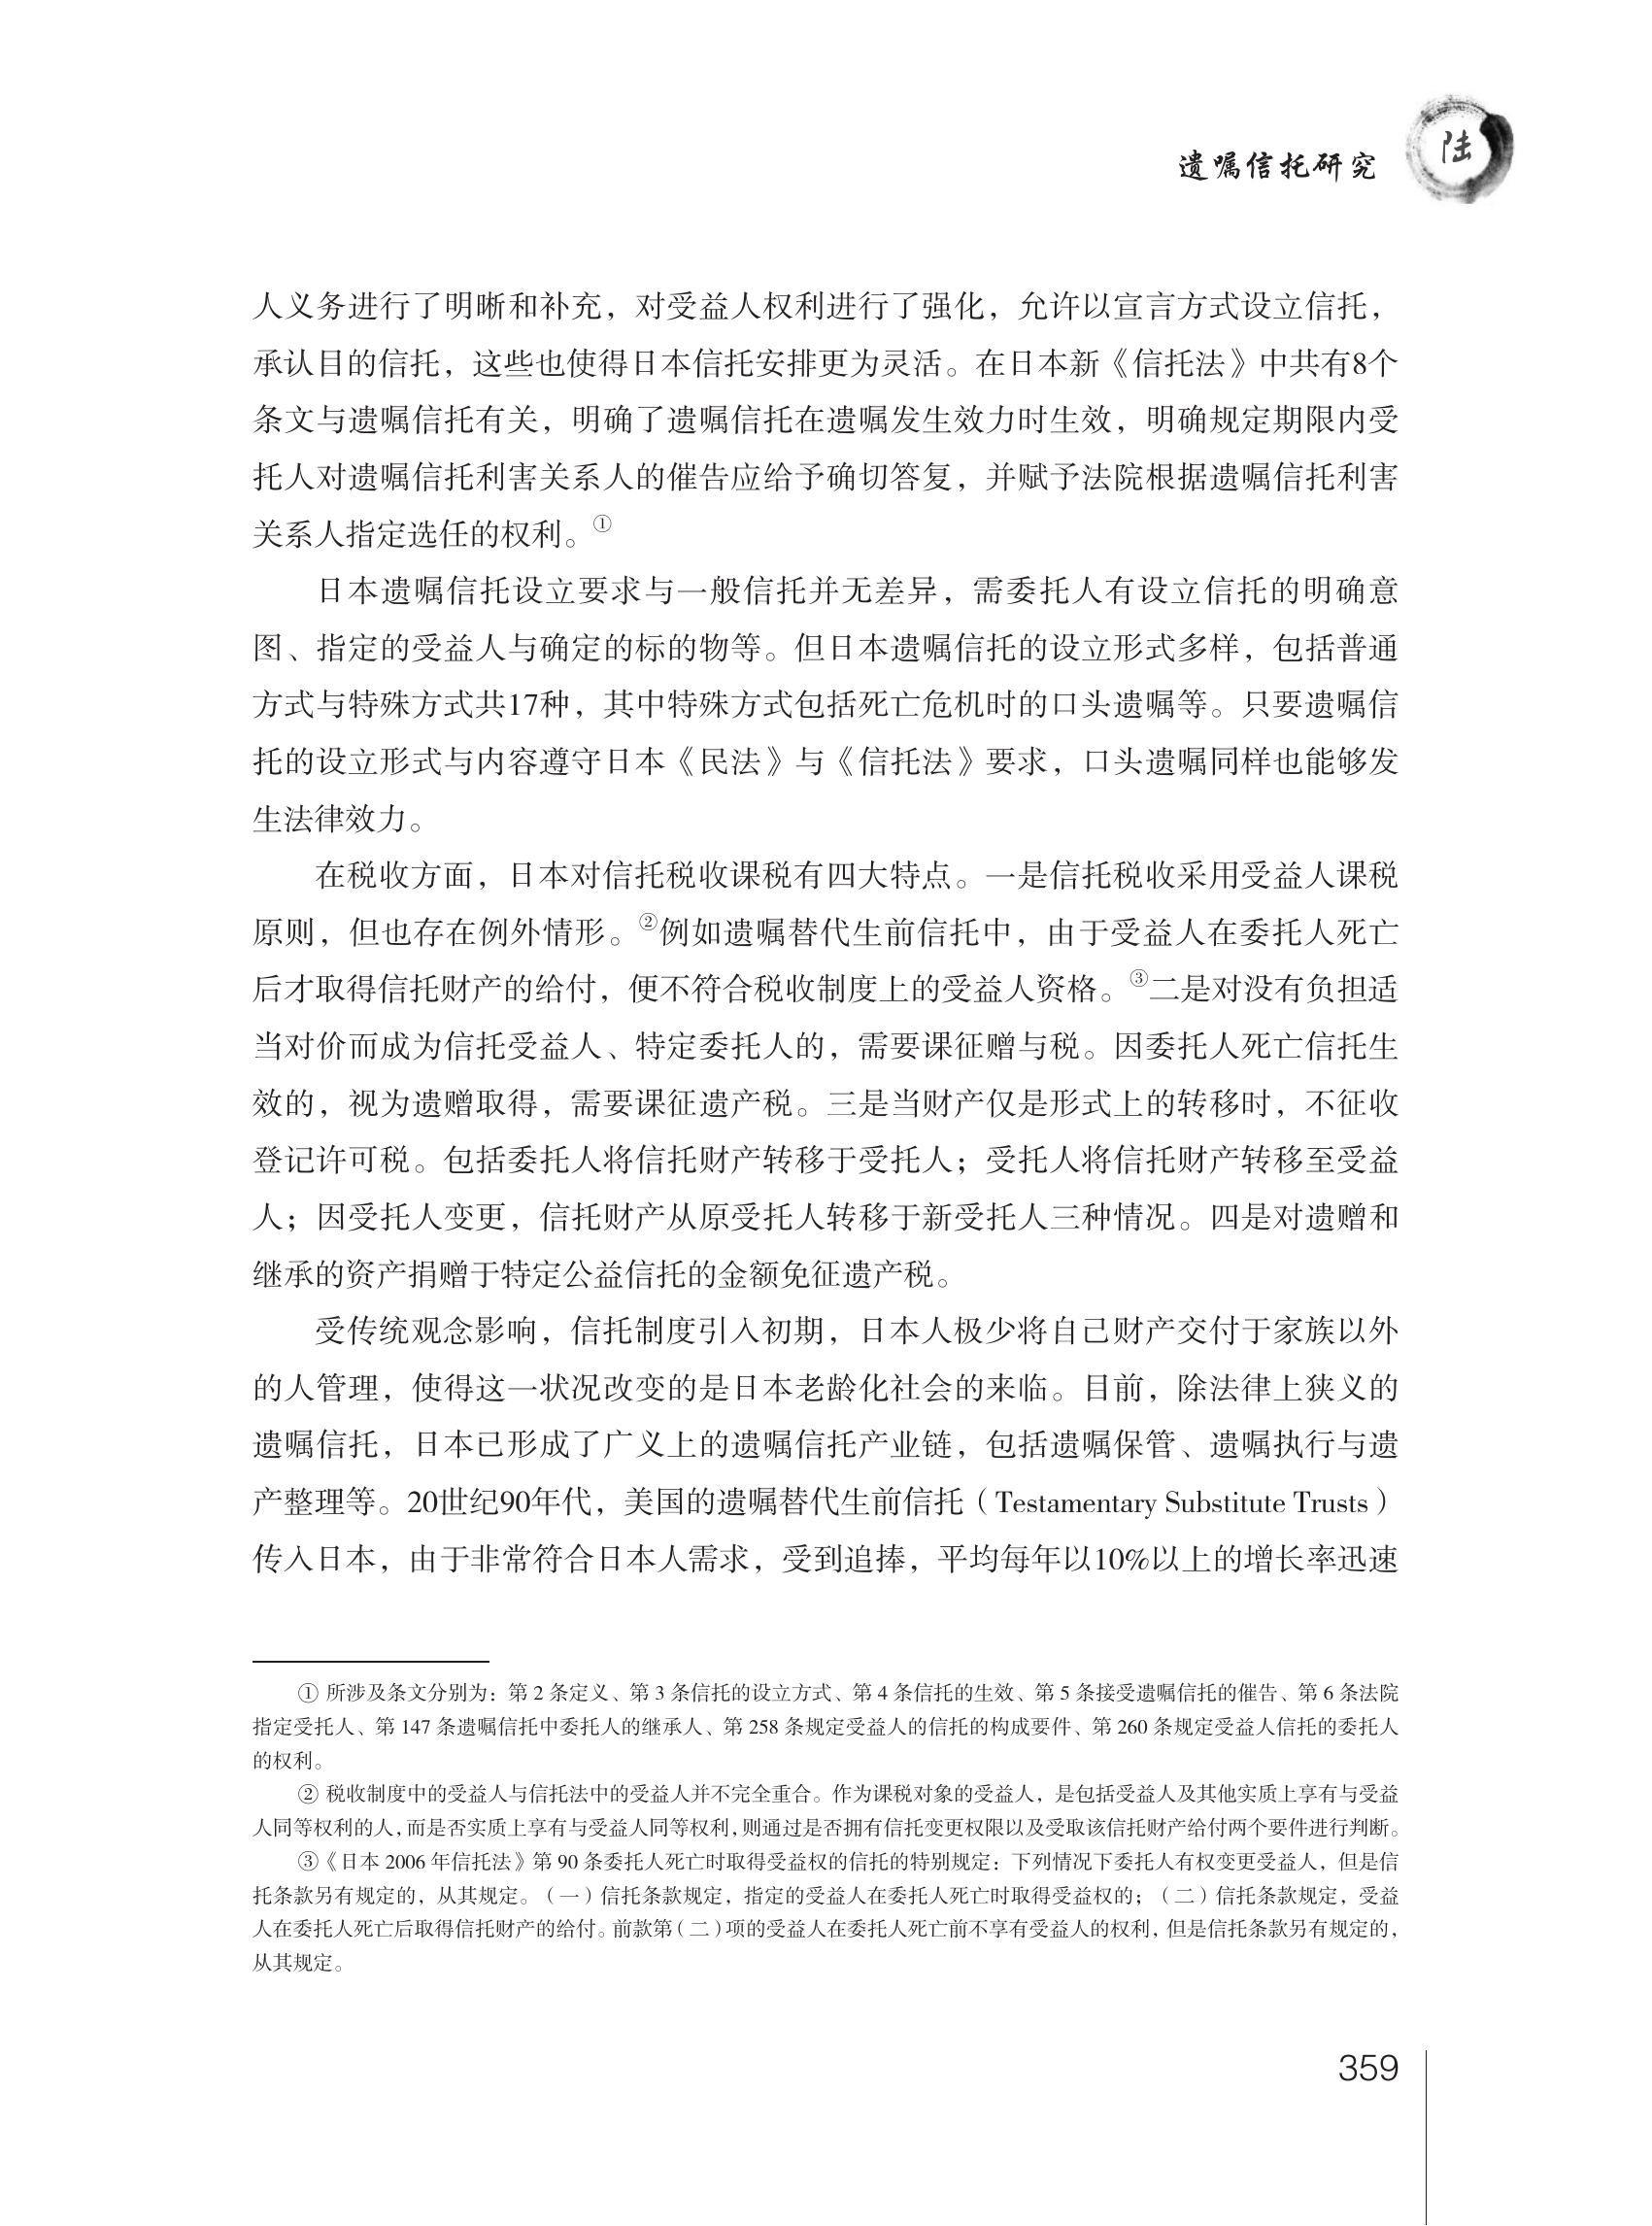 遗嘱信托研究
陆
人义务进行了明晰和补充，对受益人权利进行了强化，允许以宣言方式设立信托，
承认目的信托，这些也使得日本信托安排更为灵活。在日本新《信托法》中共有8个
条文与遗嘱信托有关，明确了遗嘱信托在遗嘱发生效力时生效，明确规定期限内受
托人对遗嘱信托利害关系人的催告应给予确切答复，并赋予法院根据遗嘱信托利害
关系人指定选任的权利。①
日本遗嘱信托设立要求与一般信托并无差异，需委托人有设立信托的明确意
图、指定的受益人与确定的标的物等。但日本遗嘱信托的设立形式多样，包括普通
方式与特殊方式共17种，其中特殊方式包括死亡危机时的口头遗嘱等。只要遗嘱信
托的设立形式与内容遵守日本《民法》与《信托法》要求，口头遗嘱同样也能够发
生法律效力。
在税收方面，日本对信托税收课税有四大特点。一是信托税收采用受益人课税
原则，但也存在例外情形。②例如遗嘱替代生前信托中，由于受益人在委托人死亡
后才取得信托财产的给付，便不符合税收制度上的受益人资格。③二是对没有负担适
当对价而成为信托受益人、特定委托人的，需要课征赠与税。因委托人死亡信托生
效的，视为遗赠取得，需要课征遗产税。三是当财产仅是形式上的转移时，不征收
登记许可税。包括委托人将信托财产转移于受托人；受托人将信托财产转移至受益
人；因受托人变更，信托财产从原受托人转移于新受托人三种情况。四是对遗赠和
继承的资产捐赠于特定公益信托的金额免征遗产税。
受传统观念影响，信托制度引入初期，日本人极少将自己财产交付于家族以外
的人管理，使得这一状况改变的是日本老龄化社会的来临。目前，除法律上狭义的
遗嘱信托，日本已形成了广义上的遗嘱信托产业链，包括遗嘱保管、遗嘱执行与遗
产整理等。20世纪90年代，美国的遗嘱替代生前信托（Testamentary Substitute Trusts）
传入日本，由于非常符合日本人需求，受到追捧，平均每年以10%以上的增长率迅速
① 所涉及条文分别为：第 2 条定义、第 3 条信托的设立方式、第 4 条信托的生效、第 5 条接受遗嘱信托的催告、第 6 条法院
指定受托人、第 147 条遗嘱信托中委托人的继承人、第 258 条规定受益人的信托的构成要件、第 260 条规定受益人信托的委托人
的权利。
② 税收制度中的受益人与信托法中的受益人并不完全重合。作为课税对象的受益人，是包括受益人及其他实质上享有与受益
人同等权利的人，而是否实质上享有与受益人同等权利，则通过是否拥有信托变更权限以及受取该信托财产给付两个要件进行判断。
③《日本 2006 年信托法》第 90 条委托人死亡时取得受益权的信托的特别规定：下列情况下委托人有权变更受益人，但是信
托条款另有规定的，从其规定。（一）信托条款规定，指定的受益人在委托人死亡时取得受益权的；（二）信托条款规定，受益
人在委托人死亡后取得信托财产的给付。前款第（二）项的受益人在委托人死亡前不享有受益人的权利，但是信托条款另有规定的，
从其规定。
359